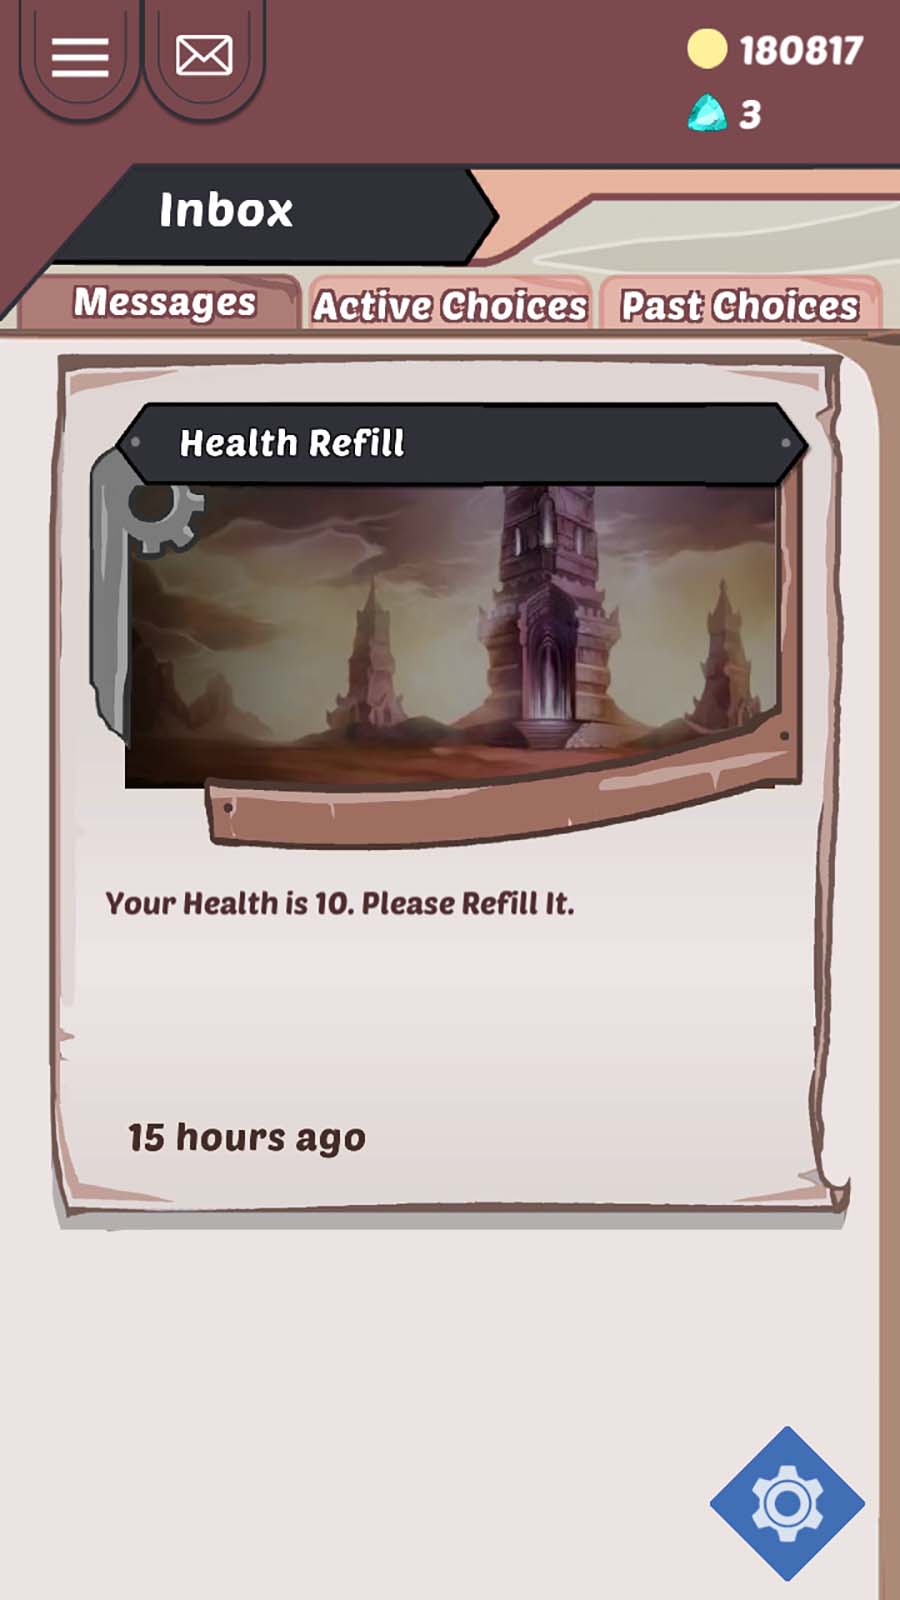 180817
3
Inbox
Messages
Active Choices
Past Choices
Health Refill
Your Health is 10. Please Refill It.
15 hours ago